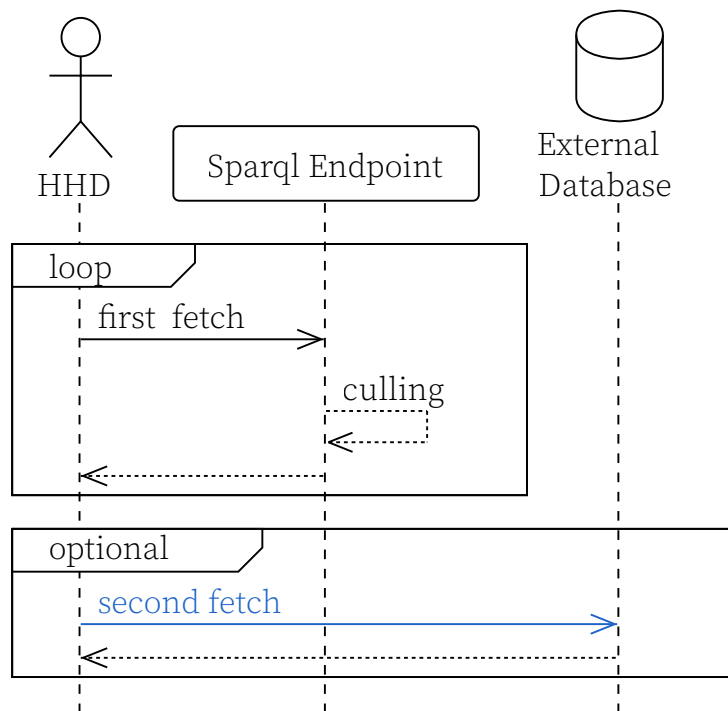 HHD
Sparql Endpoint
External
Database
loop
first fetch
culling
optional
second fetch